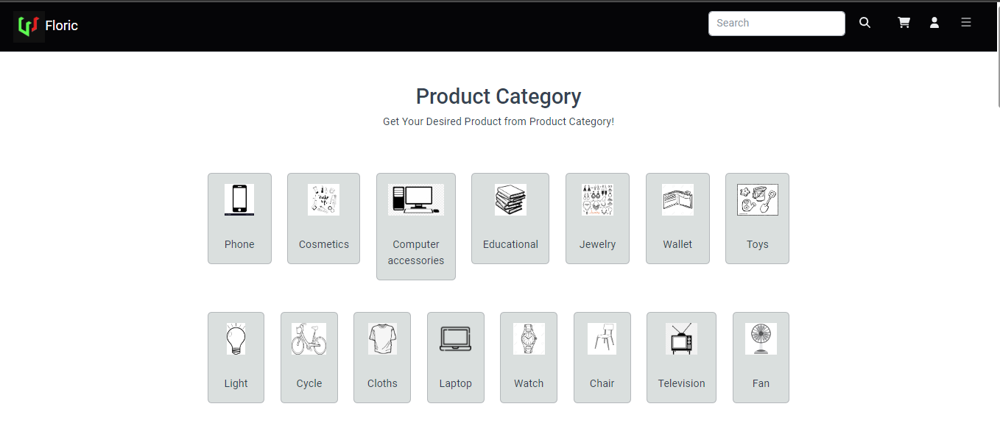 Floric
Search
Product Category
Get Your Desired Product from Product Category!
Phone
Cosmetics
Computer
accessories
Educational
Jewelry
Wallet
Toys
Light
Cycle
Cloths
Laptop
Watch
Chair
Television
Fan